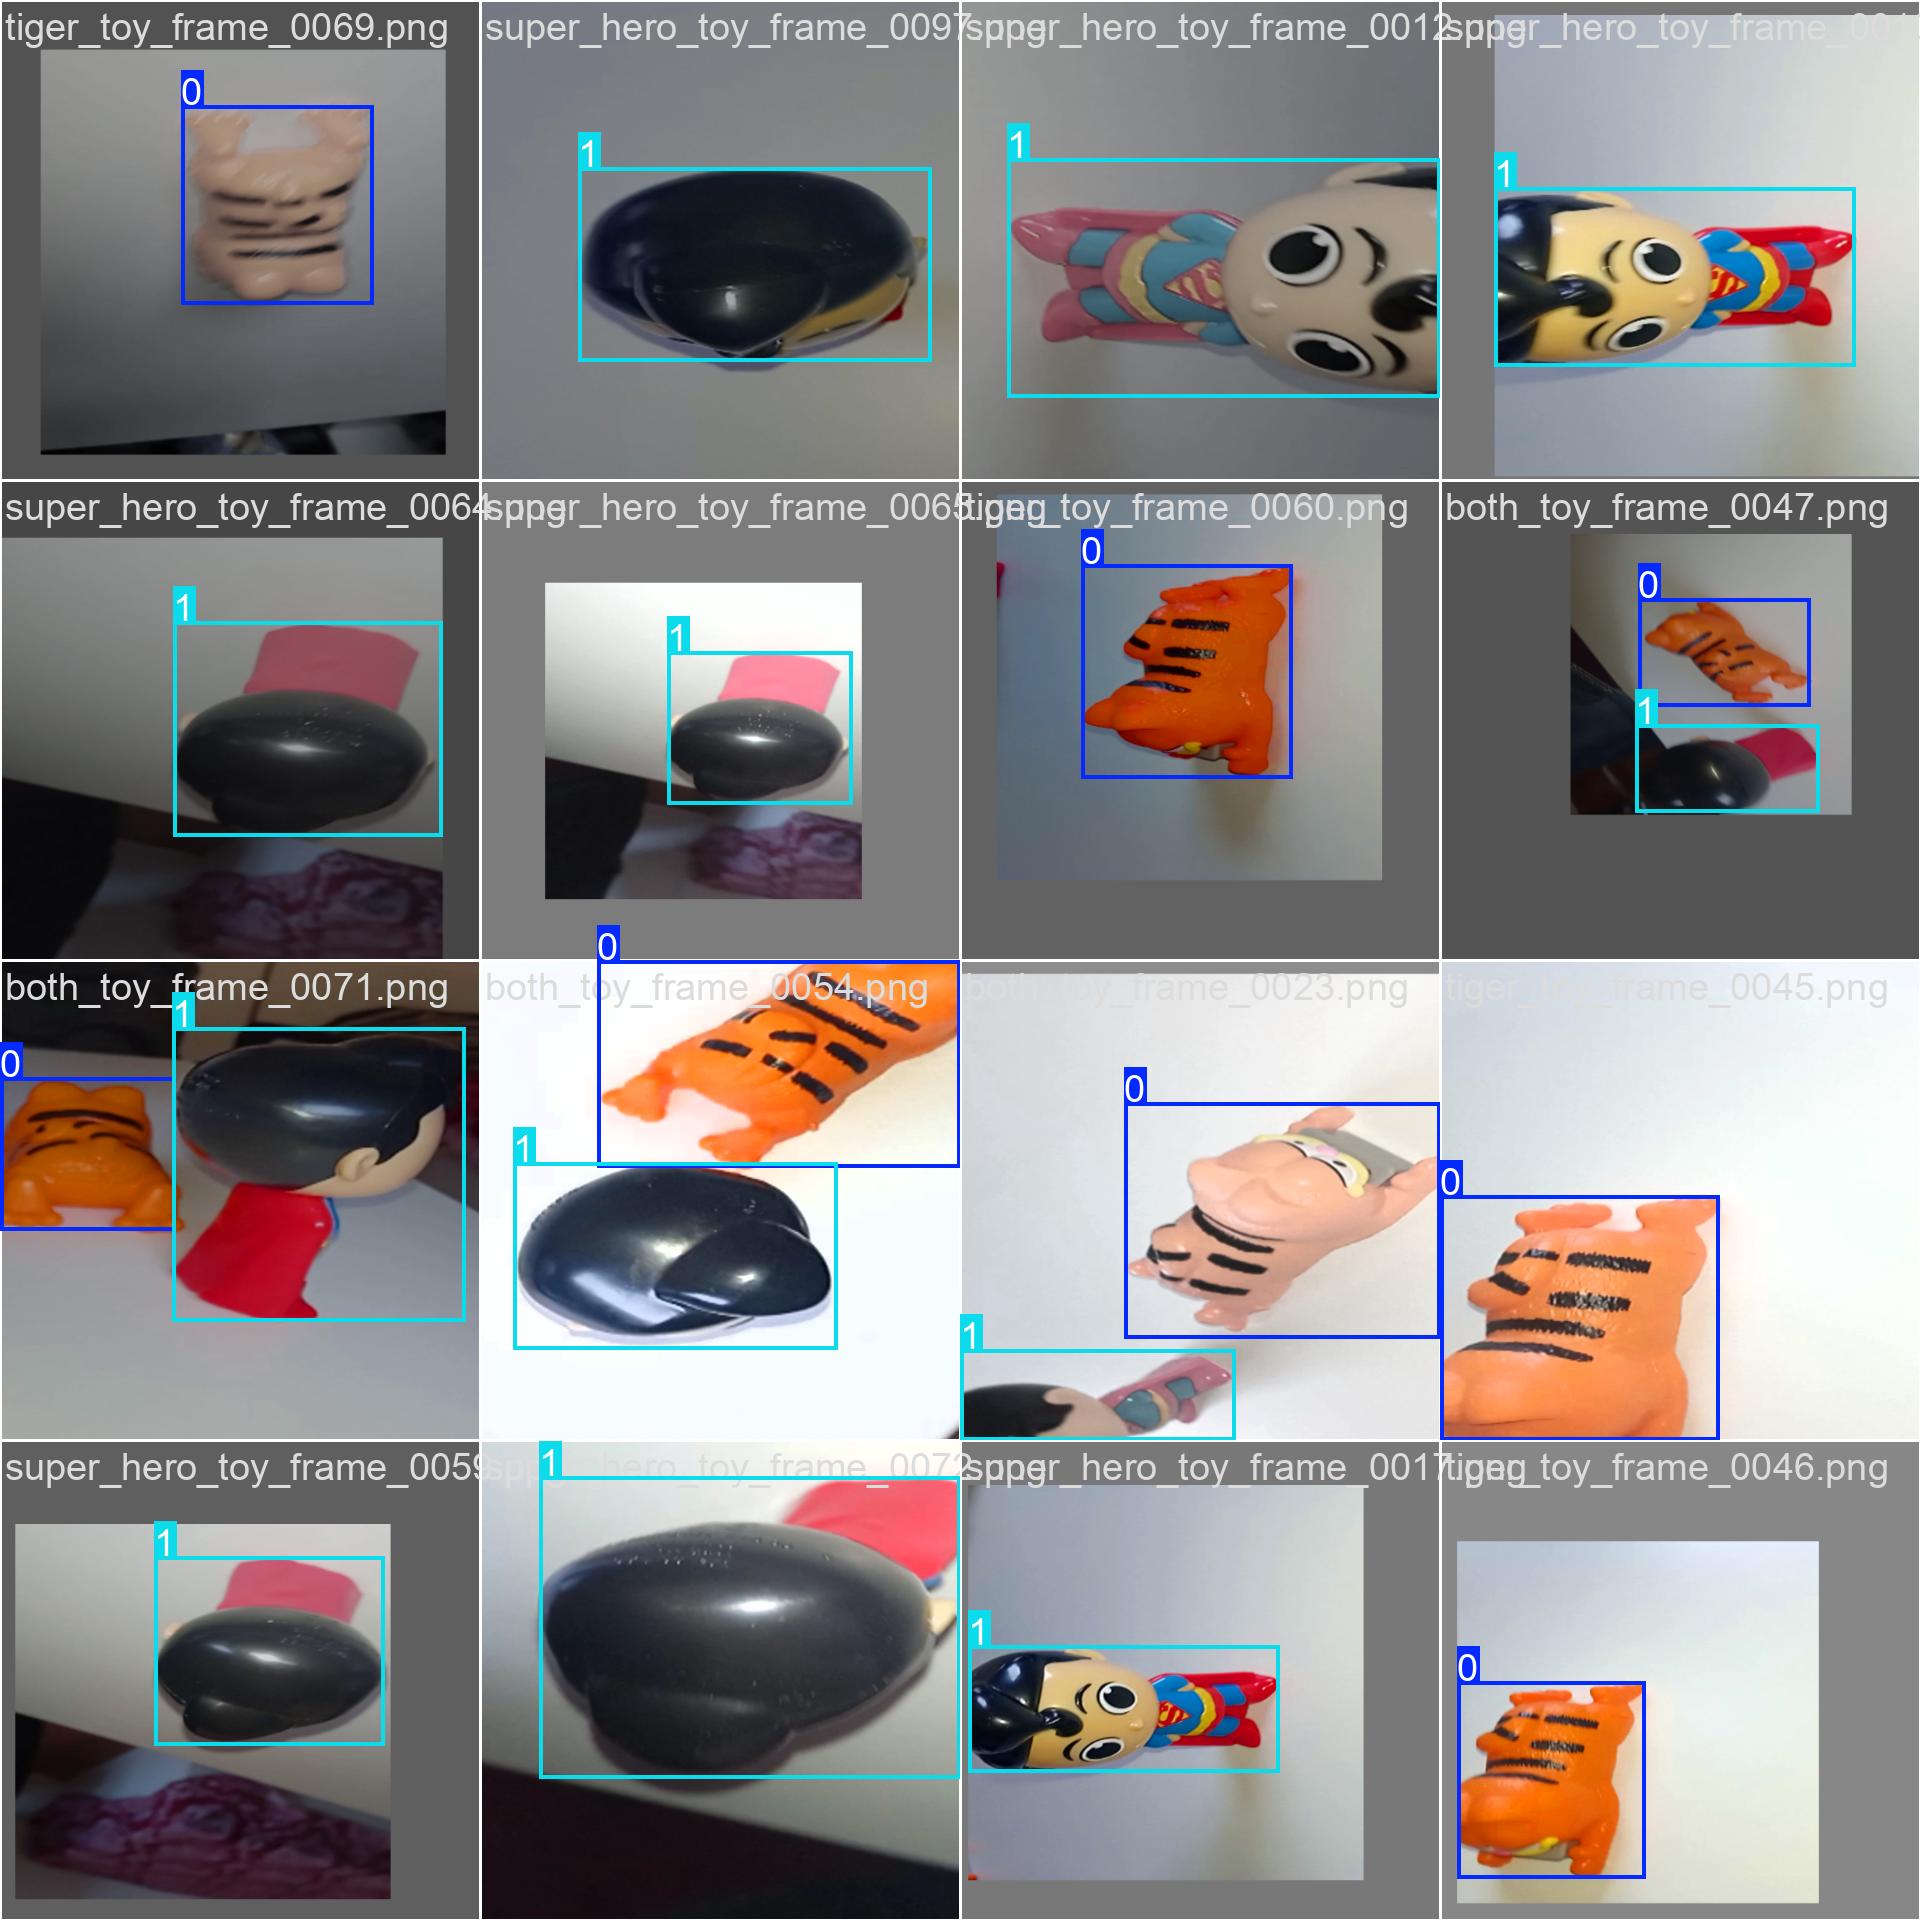 tiger_toy_frame_0069.png
super_hero_toy_frame_0097
super_hero_toy_frame_0012
super_hero_toy_frame_00
0
1
1
1
super_hero_toy_frame_0064
super_hero_toy_frame_0065
tiger_toy_frame_0060.png
both_toy_frame_0047.png
1
1
0
0
1
both_toy_frame_0071.png
both_toy_frame_0054.png
both_toy_frame_0023.png
tiger_toy_frame_0045.png
0
1
0
1
0
1
0
super_hero_toy_frame_0059
super_hero_toy_frame_0072
super_hero_toy_frame_0017
tiger_toy_frame_0046.png
1
1
1
0